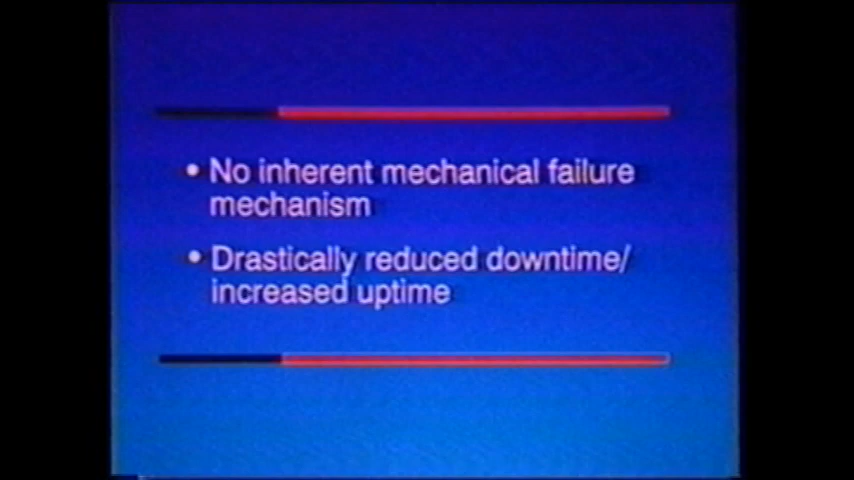 • No inherent mechanical failure
mechanism
• Drastically reduced downtime/
increased uptime